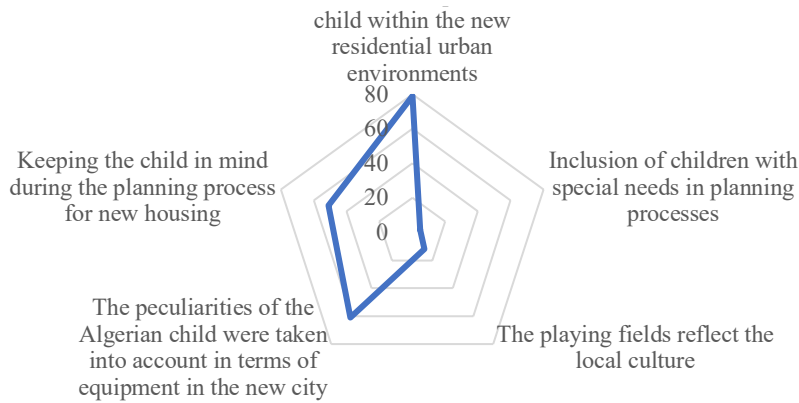 child within the new
residential urban
environments
80
60
40
20
0
Keeping the child in mind
during the planning process
for new housing
Inclusion of children with
special needs in planning
processes
The peculiarities of the
Algerian child were taken
into account in terms of
equipment in the new city
The playing fields reflect the
local culture